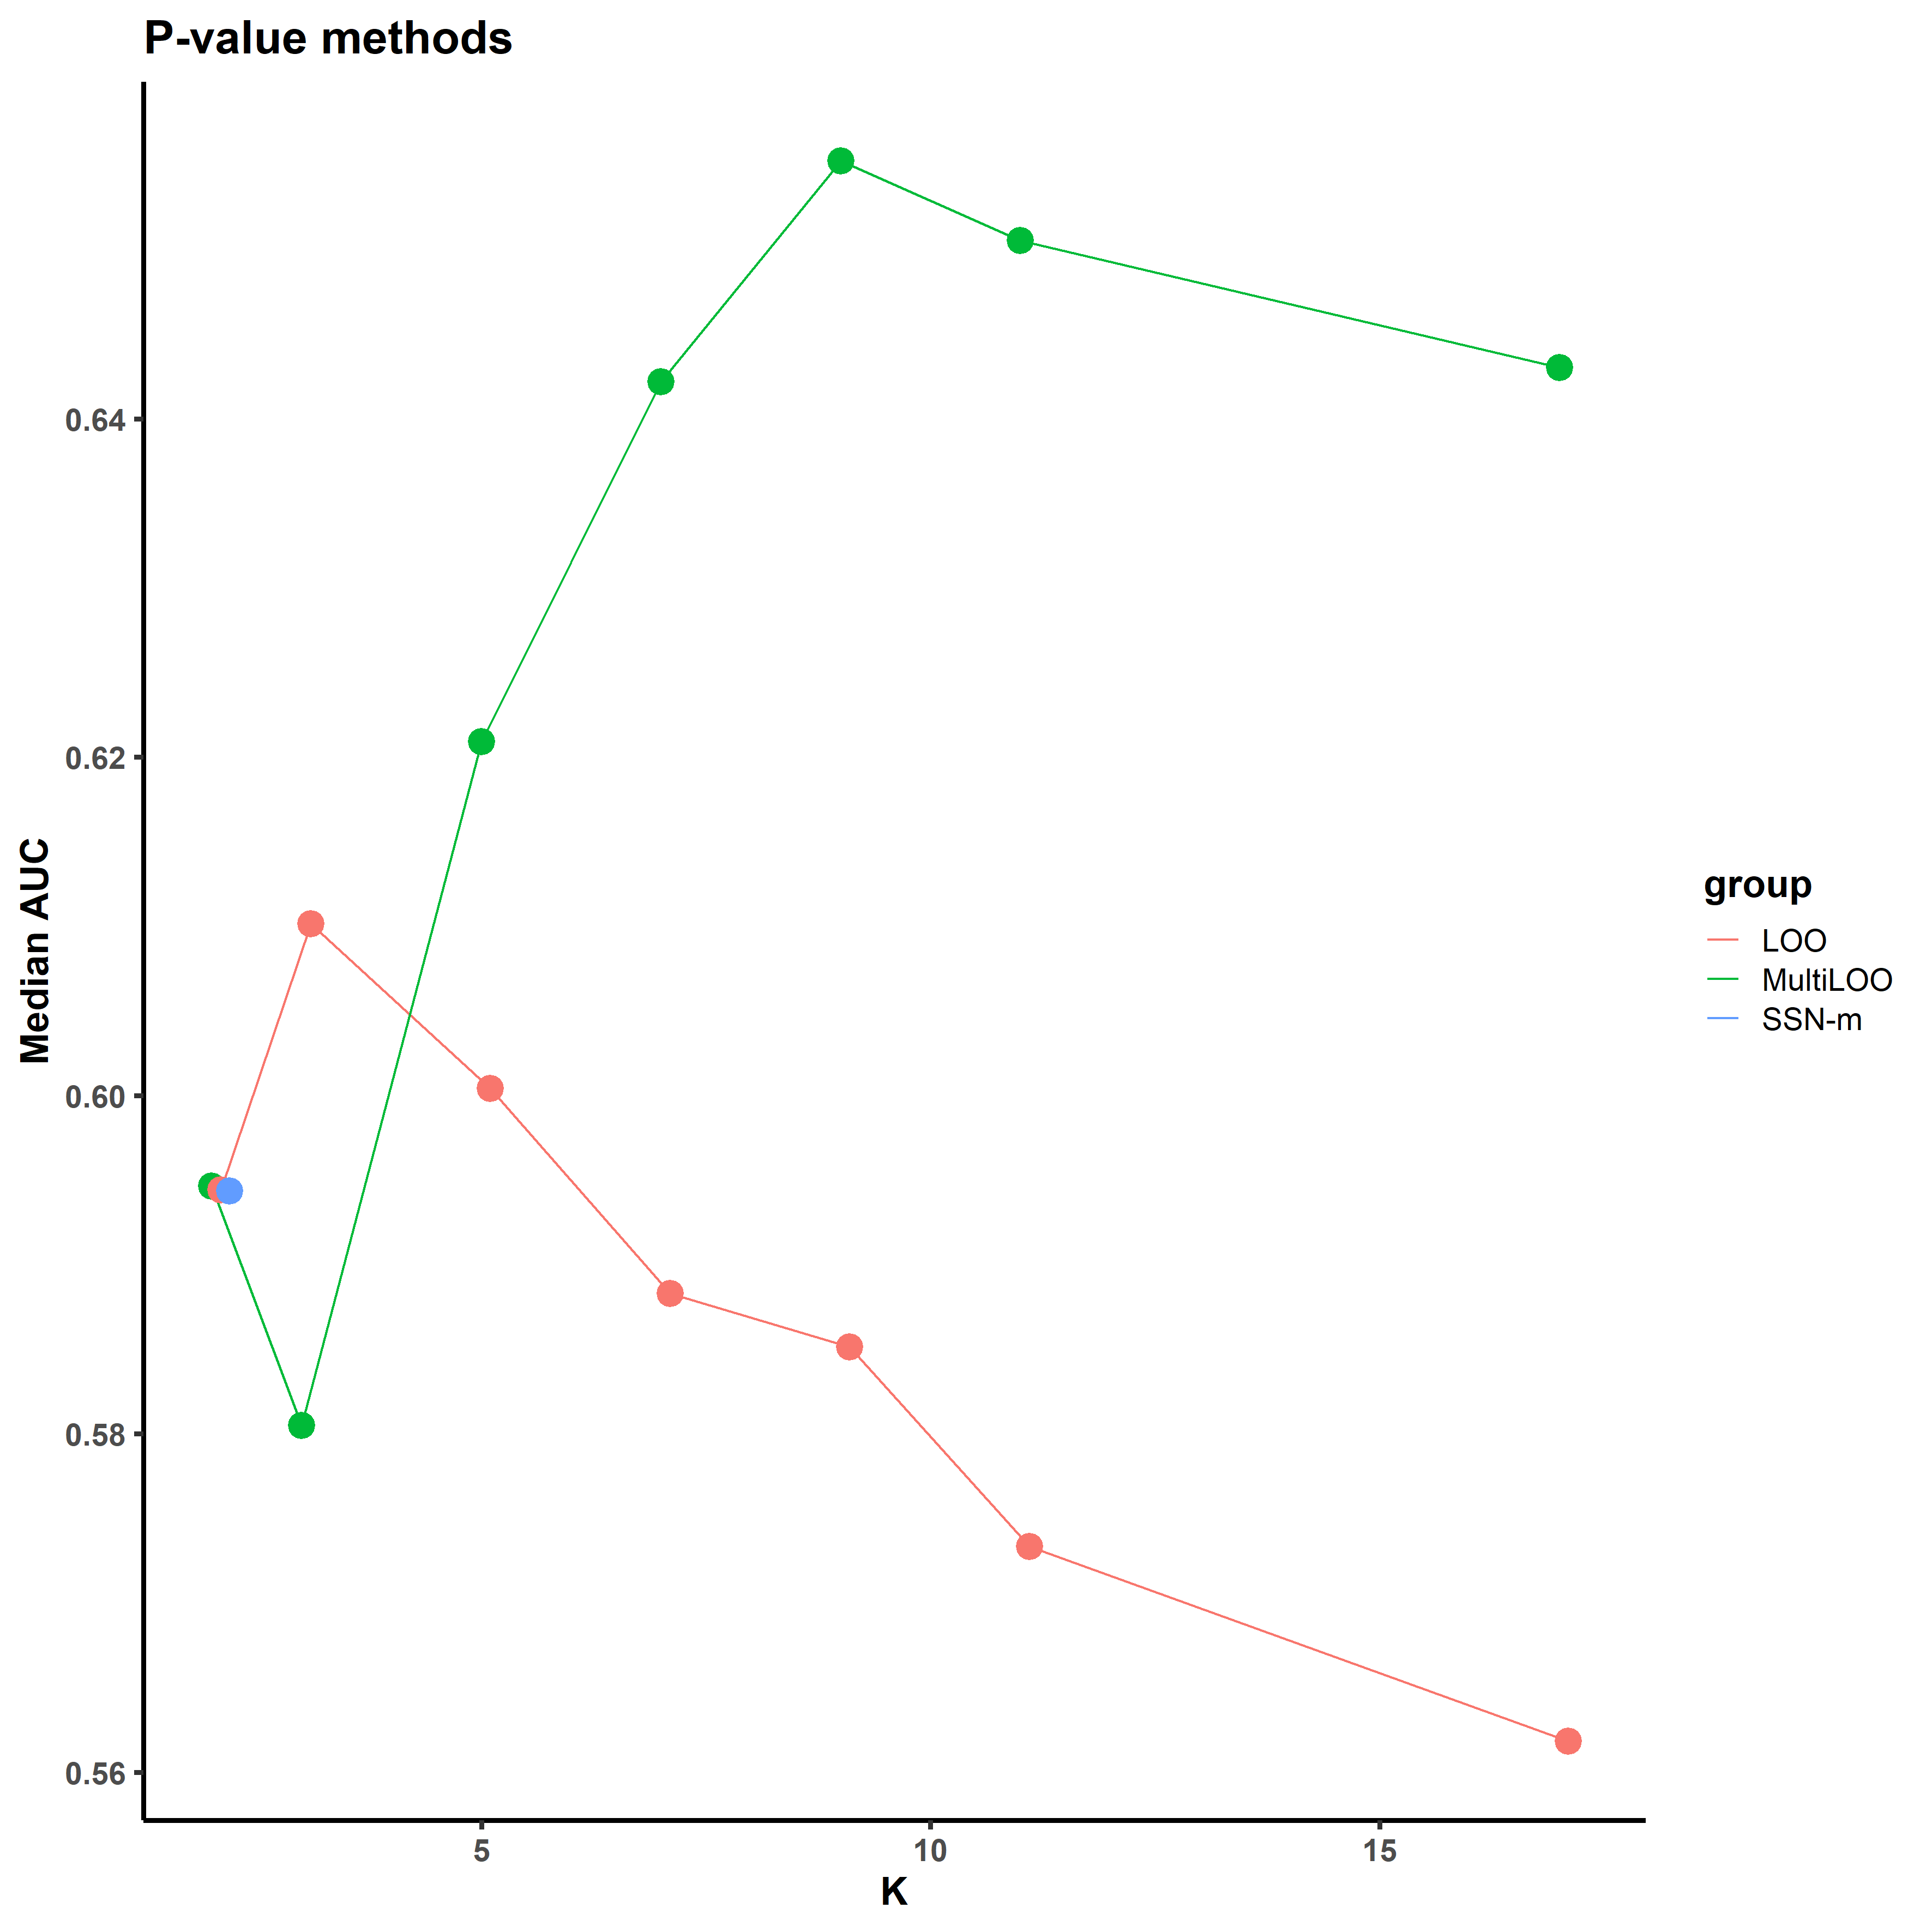 P-value methods
Median AUC
0.64
0.62
0.60
0.58
0.56
5 10 15
K
group
LOO
MultiLOO
SSN-m